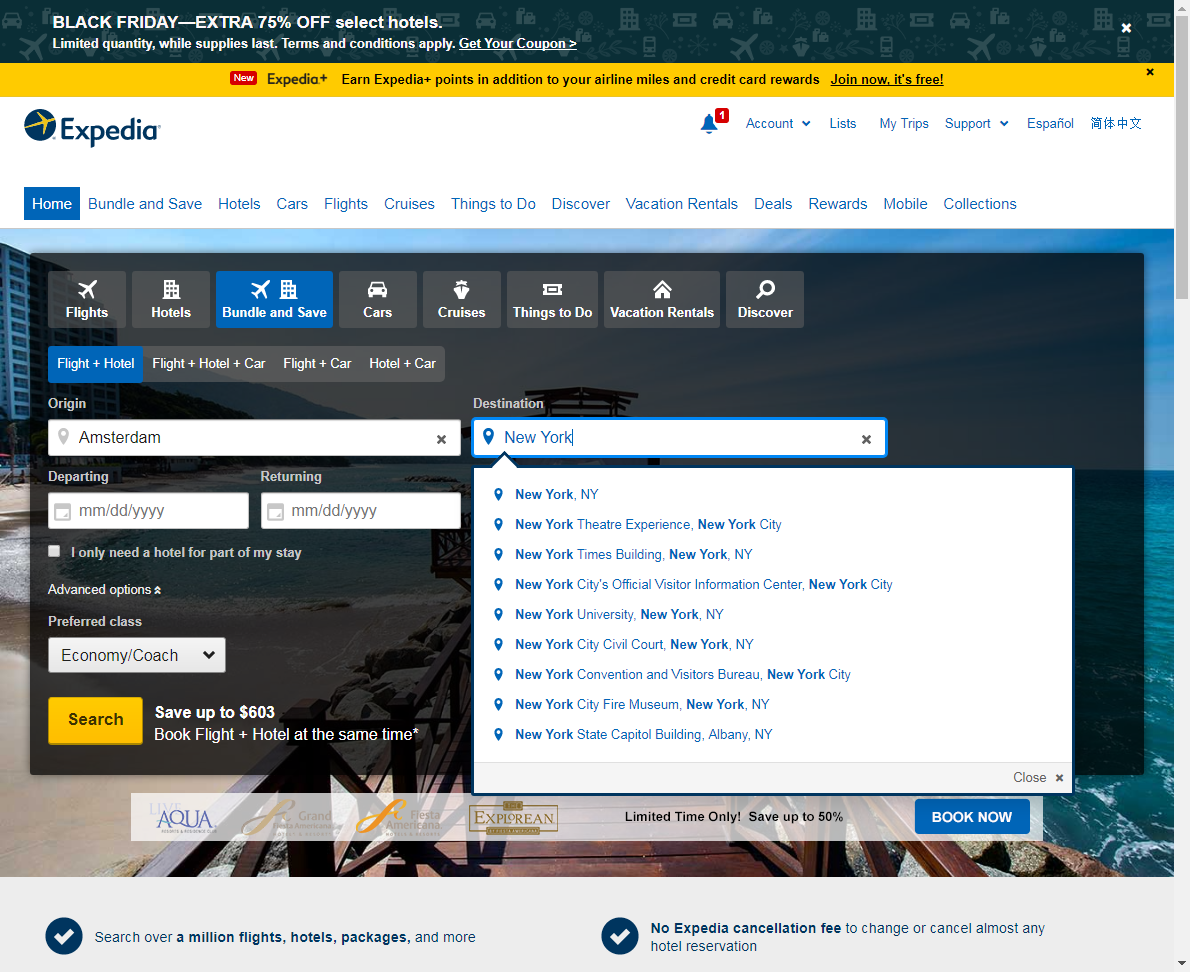 BLACK FRIDAY—EXTRA 75% OFF select hotels.
Limited quantity, while supplies last. Terms and conditions apply. Get Your Coupon >
New Expedia+ Earn Expedia+ points in addition to your airline miles and credit card rewards Join now, it's free!
Expedia
1 Account Lists My Trips Support Español 简体中文
Home Bundle and Save Hotels Cars Flights Cruises Things to Do Discover Vacation Rentals Deals Rewards Mobile Collections
Flights Hotels Bundle and Save Cars Cruises Things to Do Vacation Rentals Discover
Flight + Hotel Flight + Hotel + Car Flight + Car Hotel + Car
Origin Destination
Amsterdam New York
Departing Returning
mm/dd/yyyy mm/dd/yyyy
I only need a hotel for part of my stay
Advanced options
Preferred class
Economy/Coach
Search
Save up to $603
Book Flight + Hotel at the same time*
New York, NY
New York Theatre Experience, New York City
New York Times Building, New York, NY
New York City's Official Visitor Information Center, New York City
New York University, New York, NY
New York City Civil Court, New York, NY
New York Convention and Visitors Bureau, New York City
New York City Fire Museum, New York, NY
New York State Capitol Building, Albany, NY
Close
LIVE AQUA Grand Fiesta Americana Fiesta Americana THE EXPLOREAN Limited Time Only! Save up to 50% BOOK NOW
Search over a million flights, hotels, packages, and more
No Expedia cancellation fee to change or cancel almost any
hotel reservation